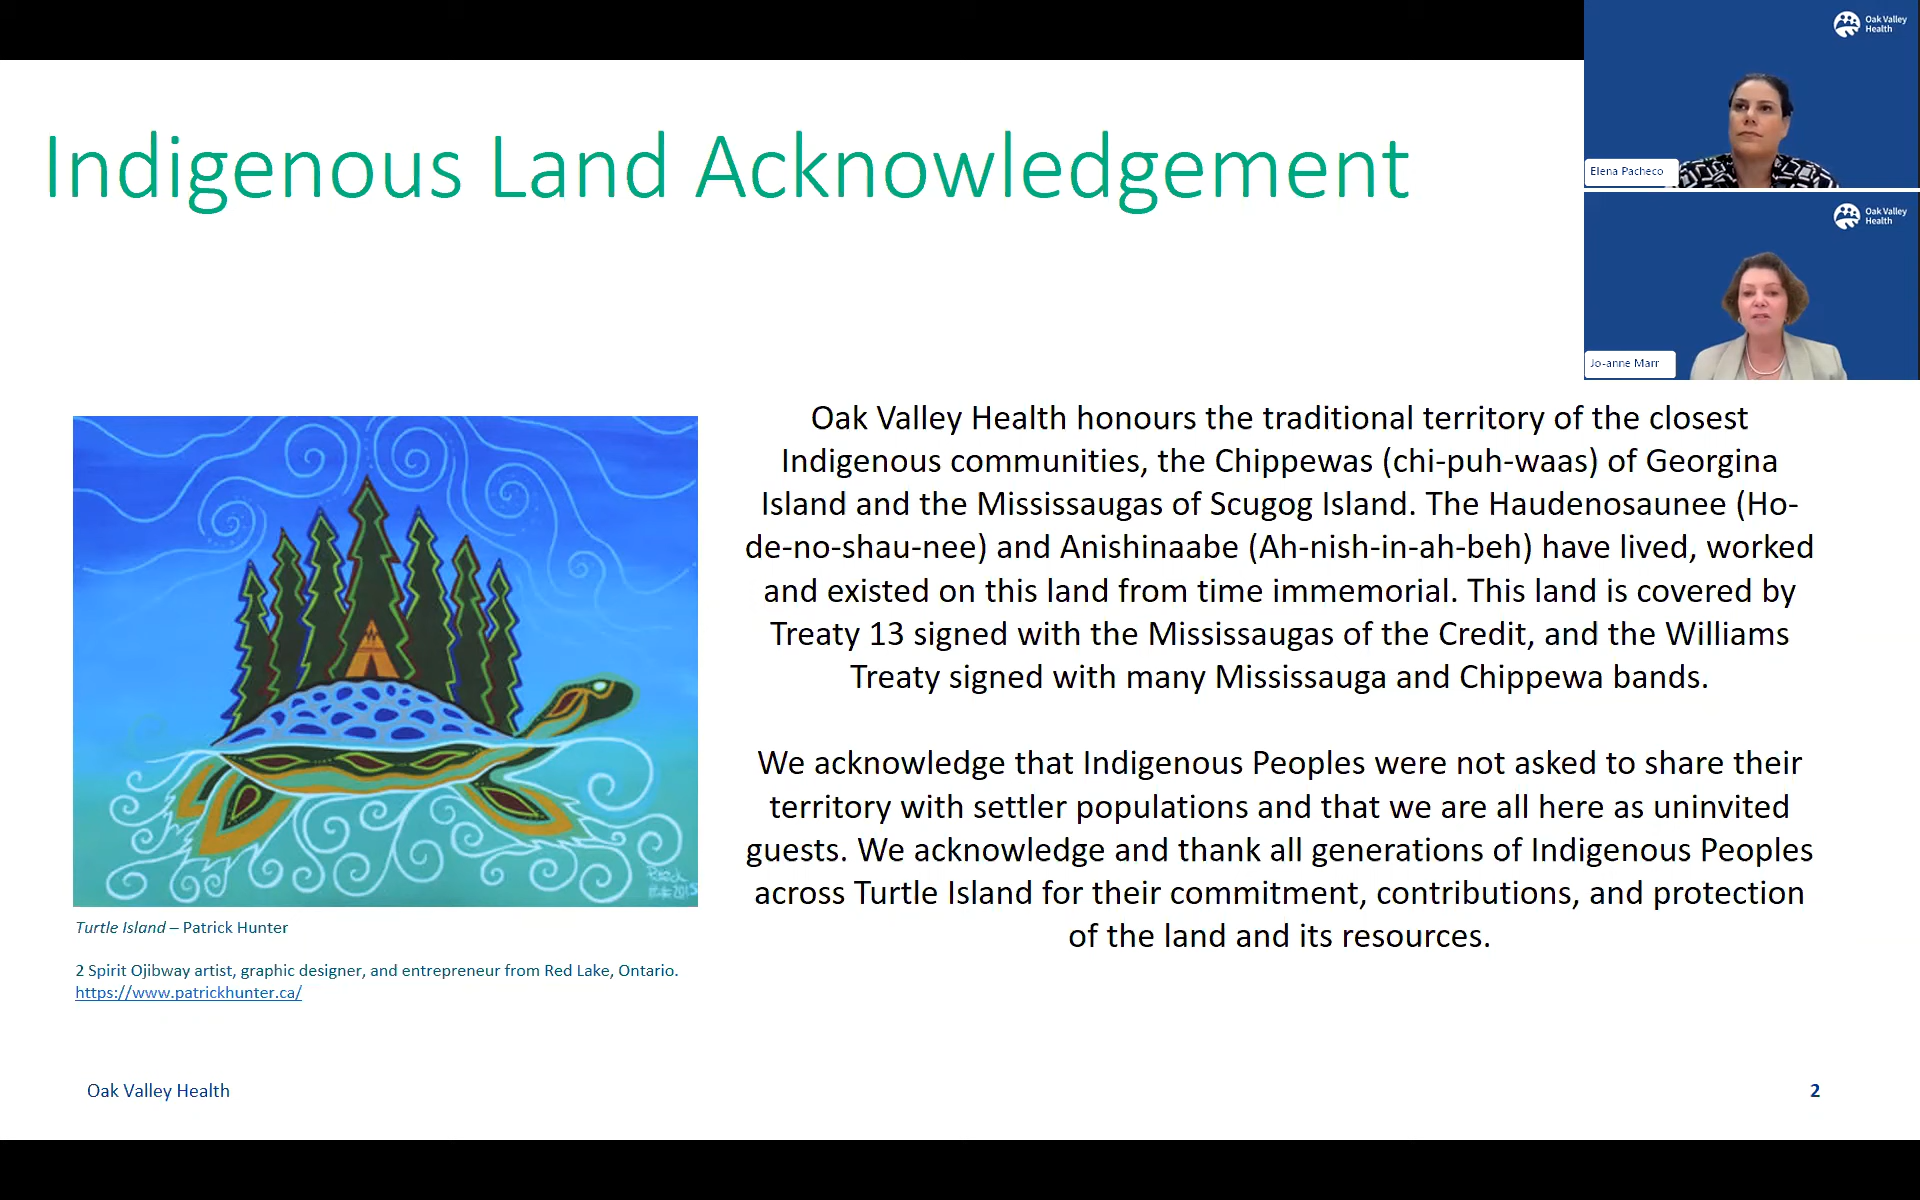 Indigenous Land Acknowledgement
Oak Valley
Health
Elena Pacheco
Oak Valley
Health
Jo-anne Marr
Oak Valley Health honours the traditional territory of the closest
Indigenous communities, the Chippewas (chi-puh-waas) of Georgina
Island and the Mississaugas of Scugog Island. The Haudenosaunee (Ho-
de-no-shau-nee) and Anishinaabe (Ah-nish-in-ah-beh) have lived, worked
and existed on this land from time immemorial. This land is covered by
Treaty 13 signed with the Mississaugas of the Credit, and the Williams
Treaty signed with many Mississauga and Chippewa bands.
We acknowledge that Indigenous Peoples were not asked to share their
territory with settler populations and that we are all here as uninvited
guests. We acknowledge and thank all generations of Indigenous Peoples
across Turtle Island for their commitment, contributions, and protection
of the land and its resources.
Turtle Island – Patrick Hunter
2 Spirit Ojibway artist, graphic designer, and entrepreneur from Red Lake, Ontario.
https://www.patrickhunter.ca/
Oak Valley Health
2